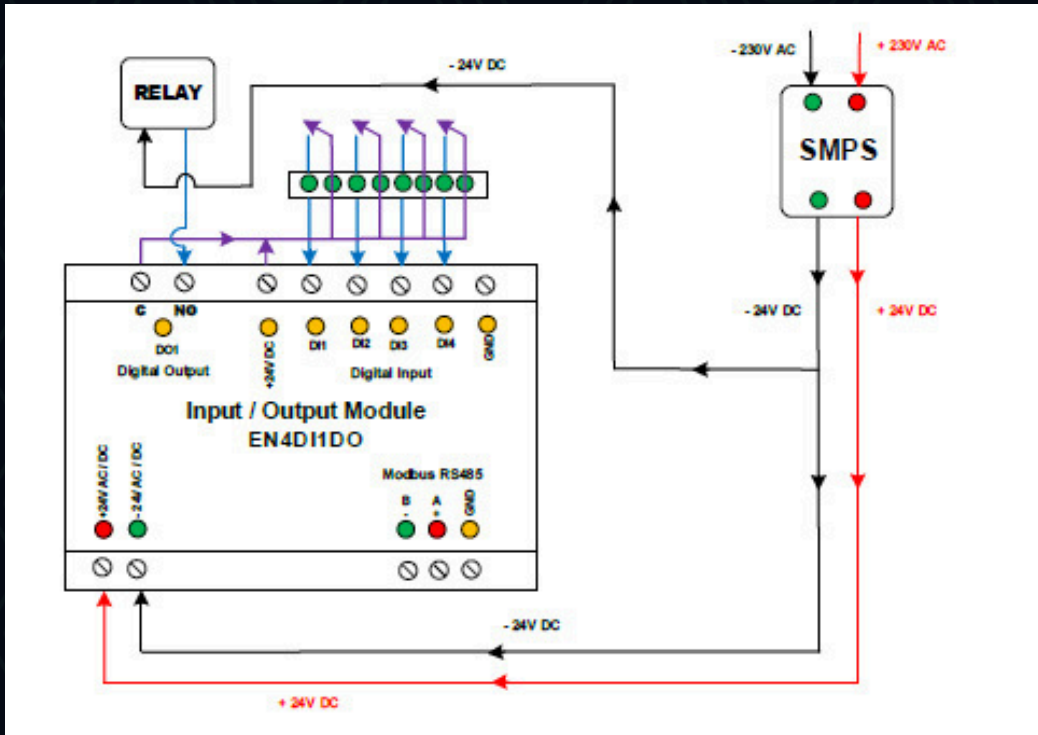 - 230V AC
+ 230V AC
- 24V DC
RELAY
SMPS
C
NO
DO1
Digital Output
+24V DC
DI1
DI2
DI3
DI4
GND
Digital Input
- 24V DC
+ 24V DC
Input / Output Module
EN4DI1DO
+24V AC / DC
- 24V AC / DC
Modbus RS485
B
-
A
+
GND
- 24V DC
+ 24V DC